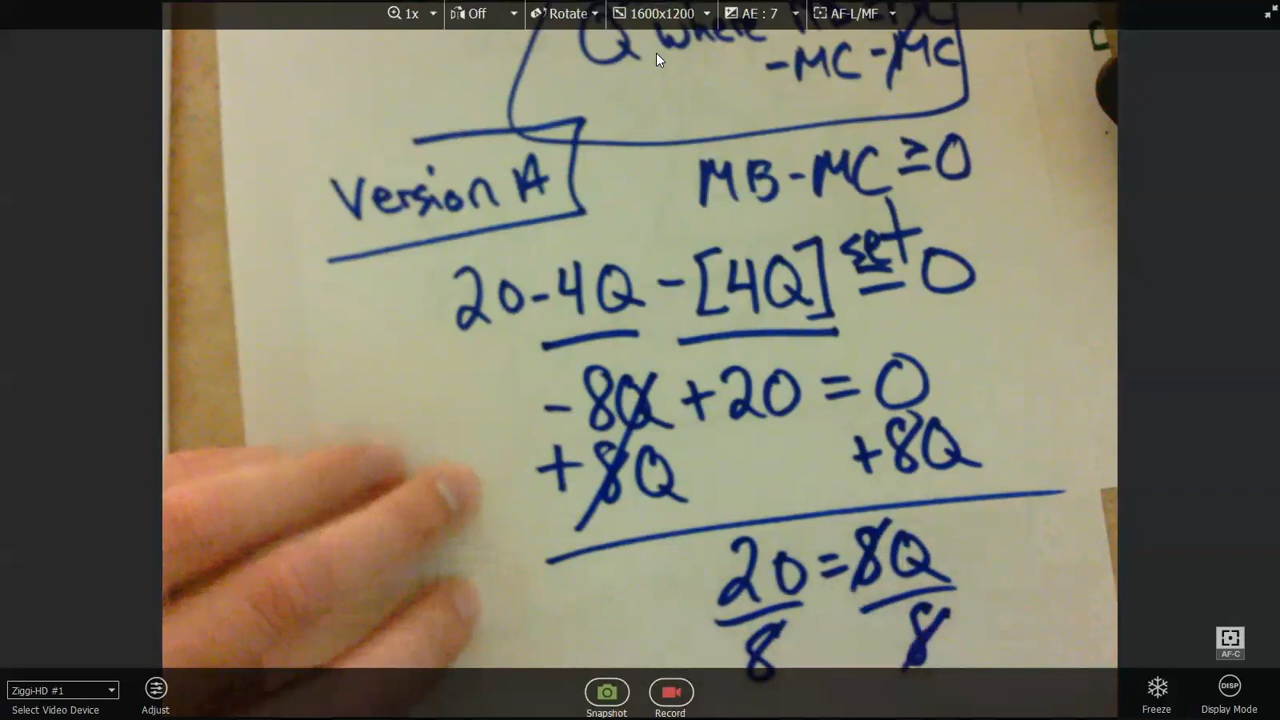 1x Off Rotate 1600x1200 AE : 7 AF-L/MF
Q where
-MC -MC
Version A
MB-MC ≥0
20-4Q -[4Q] set = 0
-8Q +20 = 0
+8Q +8Q
20 = 8Q
8 8
AF-C
Ziggi-HD #1
Select Video Device
Adjust
Snapshot
Record
Freeze
DISP
Display Mode